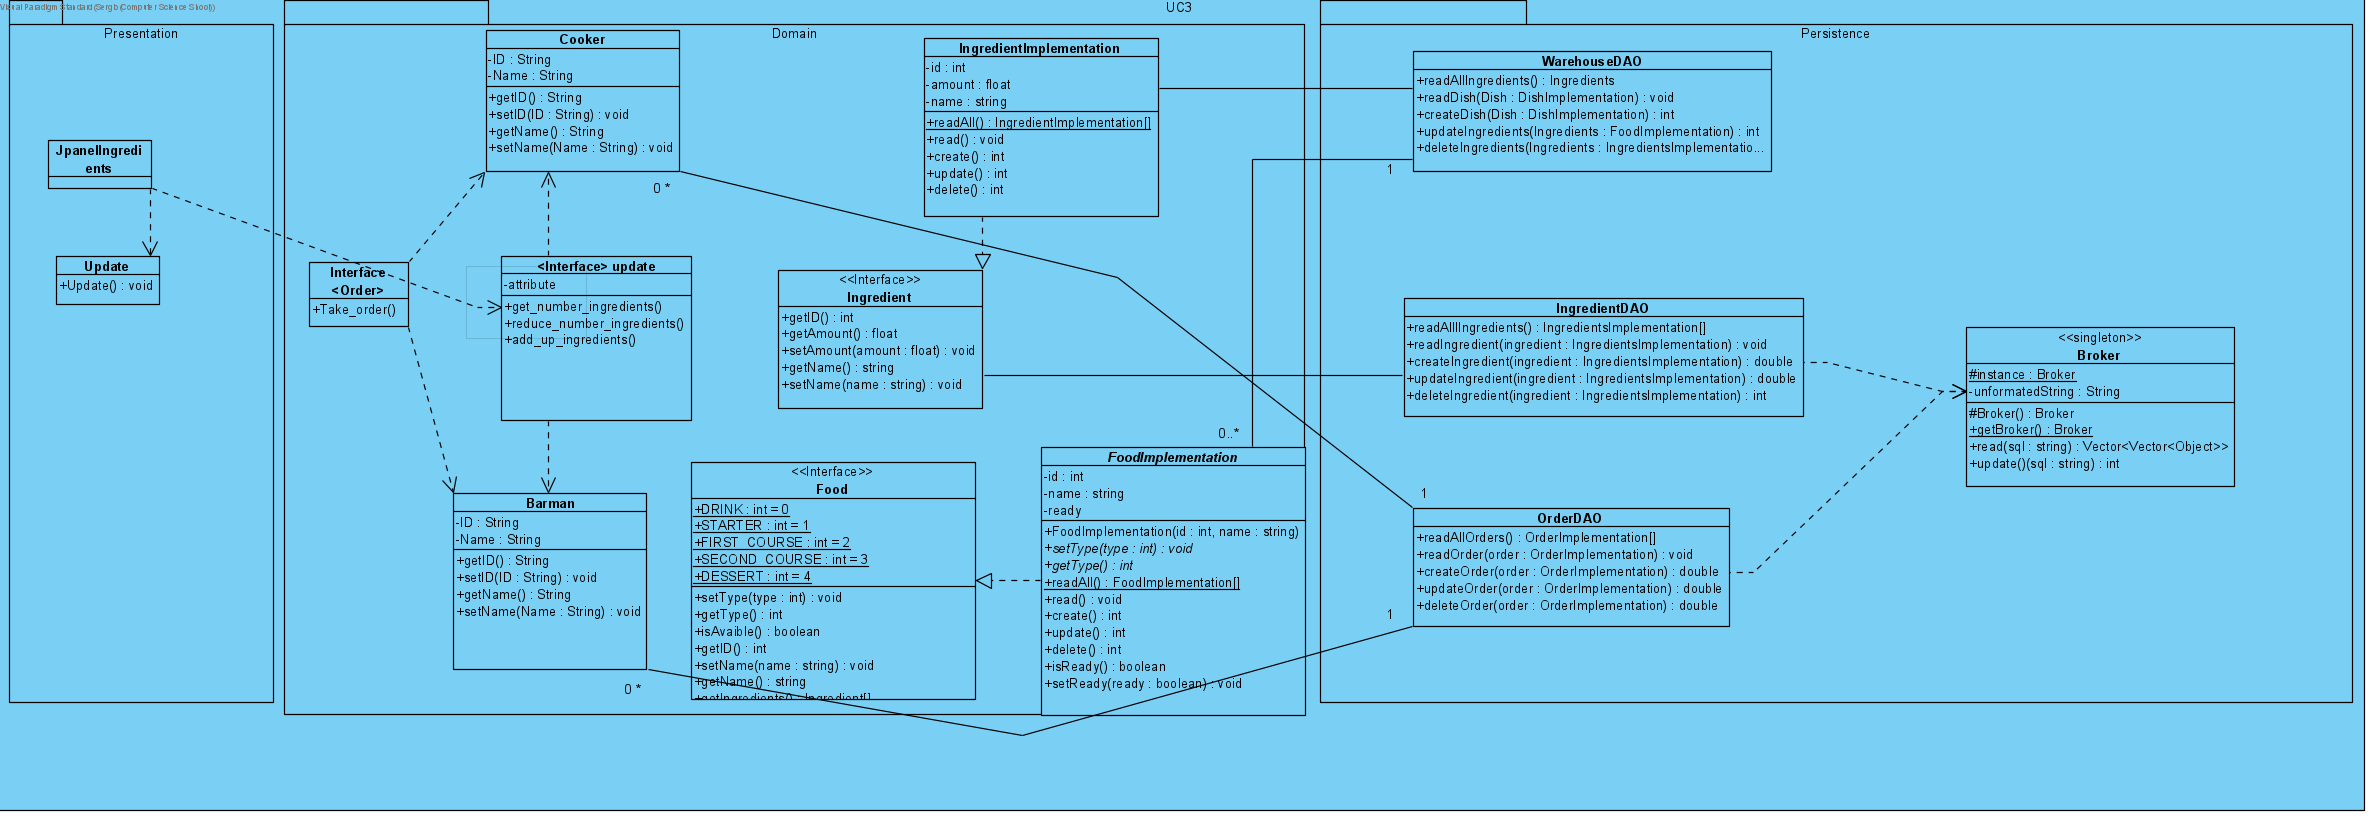 Visual Paradigm Standard (Sergb (Computer Science School))
UC3
Presentation
JpanelIngredi
ents
Update
+Update() : void
Domain
Cooker
-ID : String
-Name : String
+getID() : String
+setID(ID : String) : void
+getName() : String
+setName(Name : String) : void
0 *
Interface
<Order>
+Take_order()
<Interface> update
-attribute
+get_number_ingredients()
+reduce_number_ingredients()
+add_up_ingredients()
Barman
-ID : String
-Name : String
+getID() : String
+setID(ID : String) : void
+getName() : String
+setName(Name : String) : void
0 *
IngredientImplementation
-id : int
-amount : float
-name : string
+readAll() : IngredientImplementation[]
+read() : void
+create() : int
+update() : int
+delete() : int
<<Interface>>
Ingredient
+getID() : int
+getAmount() : float
+setAmount(amount : float) : void
+getName() : string
+setName(name : string) : void
<<Interface>>
Food
+DRINK : int = 0
+STARTER : int = 1
+FIRST_COURSE : int = 2
+SECOND_COURSE : int = 3
+DESSERT : int = 4
+setType(type : int) : void
+getType() : int
+isAvaible() : boolean
+getID() : int
+setName(name : string) : void
+getName() : string
+getIngredients() : Ingredient[]
0..*
FoodImplementation
-id : int
-name : string
-ready
+FoodImplementation(id : int, name : string)
+setType(type : int) : void
+getType() : int
+readAll() : FoodImplementation[]
+read() : void
+create() : int
+update() : int
+delete() : int
+isReady() : boolean
+setReady(ready : boolean) : void
Persistence
WarehouseDAO
+readAllIngredients() : Ingredients
+readDish(Dish : DishImplementation) : void
+createDish(Dish : DishImplementation) : int
+updateIngredients(Ingredients : FoodImplementation) : int
+deleteIngredients(Ingredients : IngredientsImplementatio...
1
IngredientDAO
+readAlllIngredients() : IngredientsImplementation[]
+readIngredient(ingredient : IngredientsImplementation) : void
+createIngredient(ingredient : IngredientsImplementation) : double
+updateIngredient(ingredient : IngredientsImplementation) : double
+deleteIngredient(ingredient : IngredientsImplementation) : int
1
OrderDAO
+readAllOrders() : OrderImplementation[]
+readOrder(order : OrderImplementation) : void
+createOrder(order : OrderImplementation) : double
+updateOrder(order : OrderImplementation) : double
+deleteOrder(order : OrderImplementation) : double
1
<<singleton>>
Broker
#instance : Broker
-unformatedString : String
#Broker() : Broker
+getBroker() : Broker
+read(sql : string) : Vector<Vector<Object>>
+update()(sql : string) : int